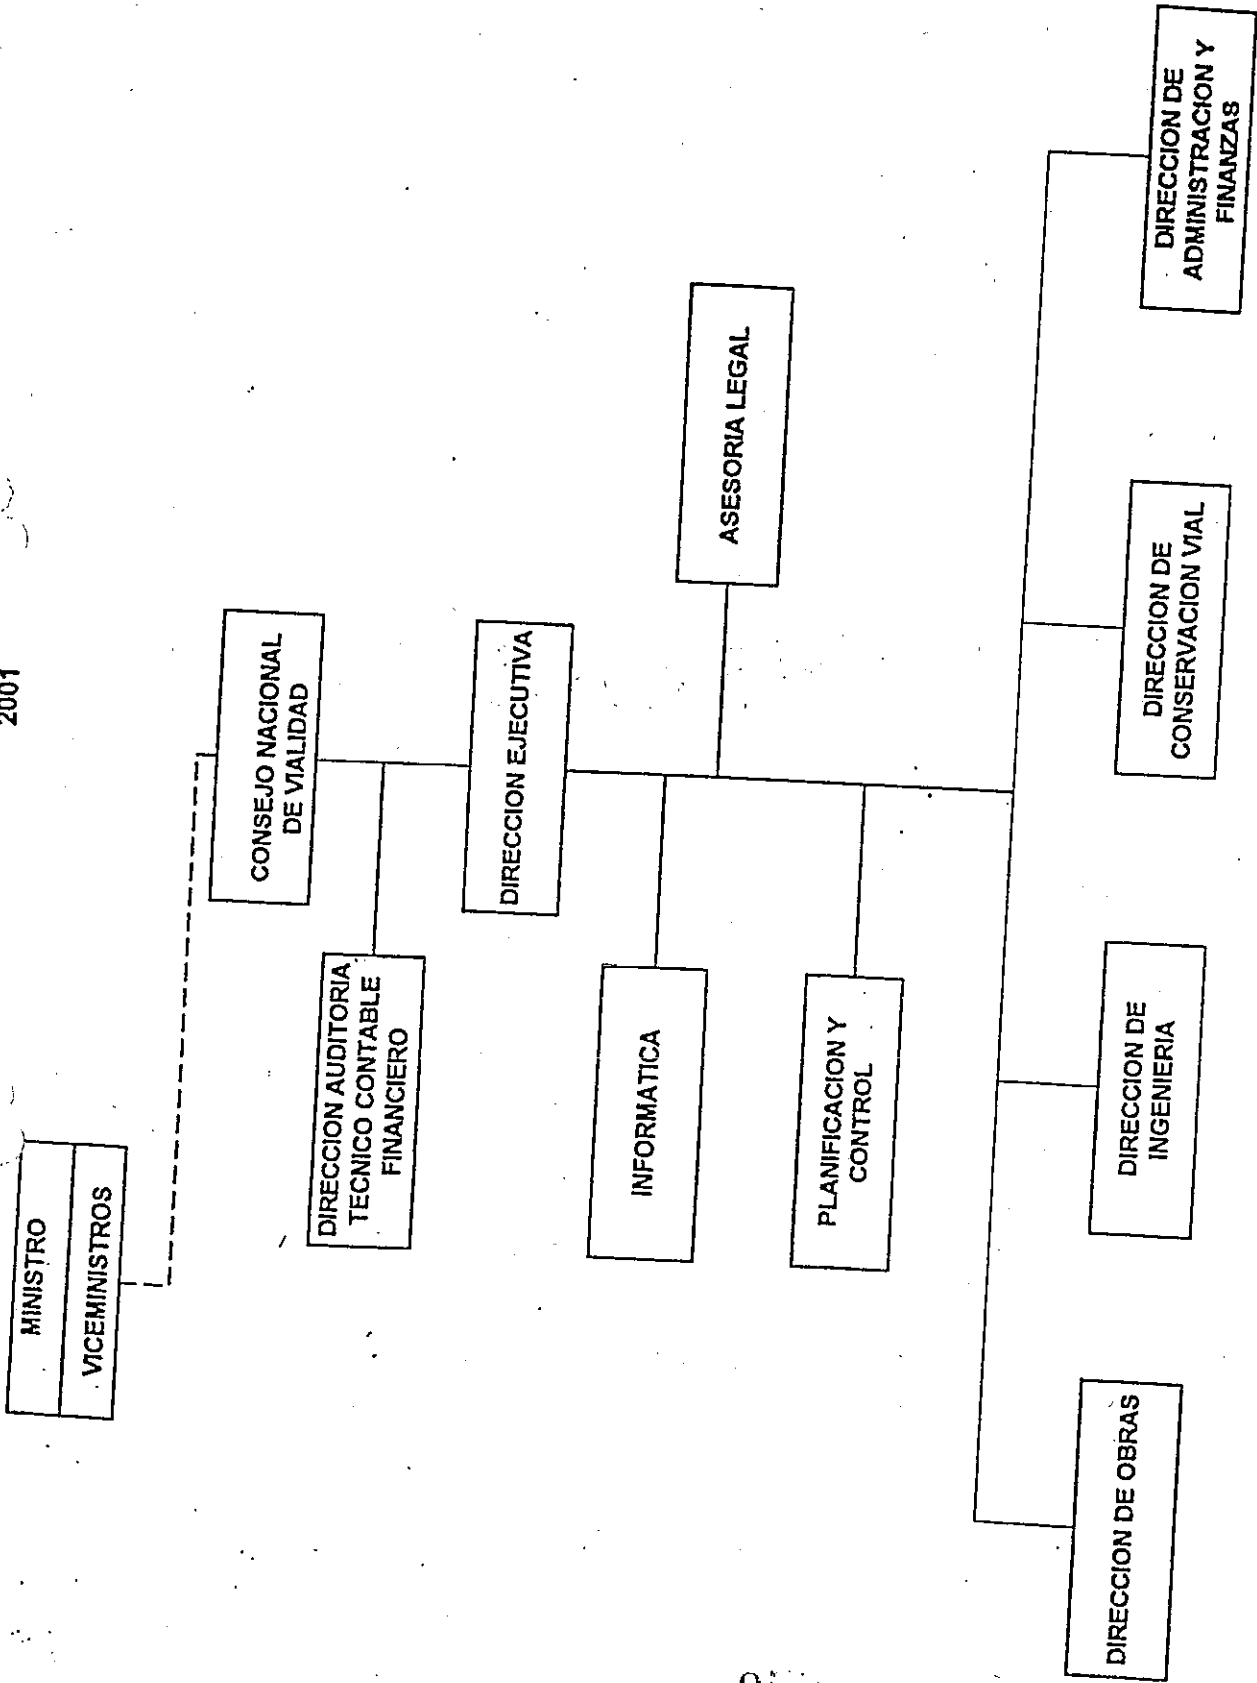 2001
MINISTRO
VICEMINISTROS
CONSEJO NACIONAL
DE VIALIDAD
DIRECCION AUDITORIA
TECNICO CONTABLE
FINANCIERO
DIRECCION EJECUTIVA
INFORMATICA
ASESORIA LEGAL
PLANIFICACION Y
CONTROL
DIRECCION DE OBRAS
DIRECCION DE
INGENIERIA
DIRECCION DE
CONSERVACION VIAL
DIRECCION DE
ADMINISTRACION Y
FINANZAS